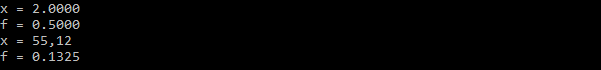 x = 2.0000
f = 0.5000
x = 55,12
f = 0.1325